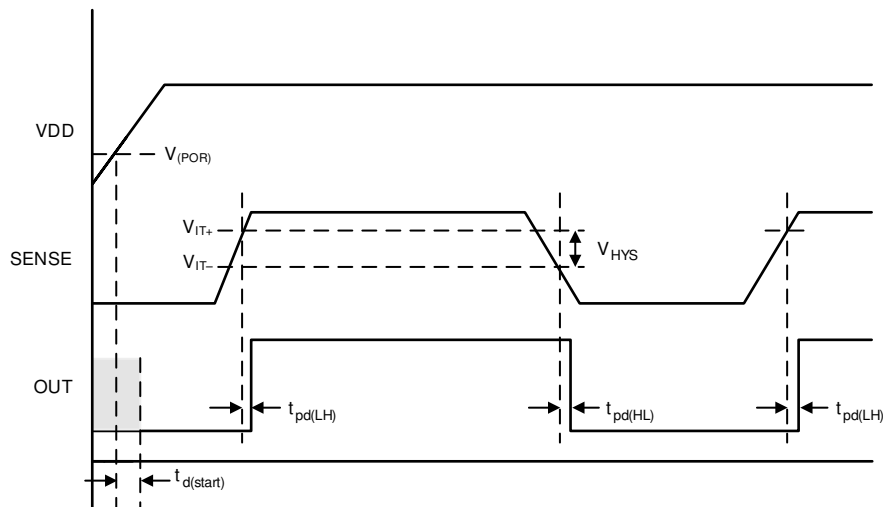 VDD
V(POR)
VIT+
SENSE
VIT–
VHYS
OUT
tpd(LH)
tpd(HL)
tpd(LH)
td(start)